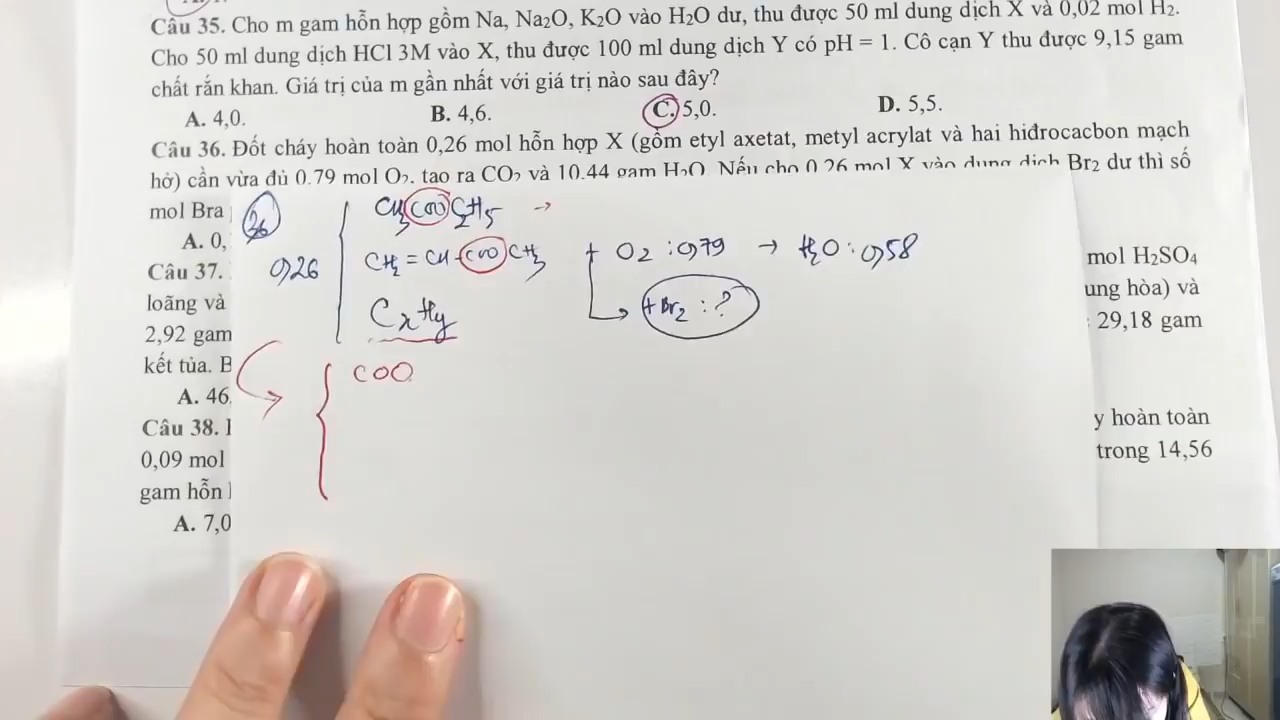 Câu 35. Cho m gam hỗn hợp gồm Na, Na₂O, K₂O vào H₂O dư, thu được 50 ml dung dịch X và 0,02 mol H₂.
Cho 50 ml dung dịch HCl 3M vào X, thu được 100 ml dung dịch Y có pH = 1. Cô cạn Y thu được 9,15 gam
chất rắn khan. Giá trị của m gần nhất với giá trị nào sau đây?
A. 4,0. B. 4,6. C. 5,0. D. 5,5.
Câu 36. Đốt cháy hoàn toàn 0,26 mol hỗn hợp X (gồm etyl axetat, metyl acrylat và hai hiđrocacbon mạch
hở) cần vừa đủ 0,79 mol O₂, tạo ra CO₂ và 10,44 gam H₂O. Nếu cho 0,26 mol X vào dung dịch Br₂ dư thì số
mol Bra
A. 0,
Câu 37.
mol H₂SO₄
loãng và
ung hòa) và
2,92 gam
29,18 gam
kết tủa. B
A. 46
Câu 38.
y hoàn toàn
0,09 mol
trong 14,56
gam hỗn
A. 7,0
36
0,26
CH₃COOC₂H₅ →
CH₂ = CH-COOCH₃ + O₂ : 0,79 → H₂O : 0,58
CxHy
+ Br₂ : ?
COO